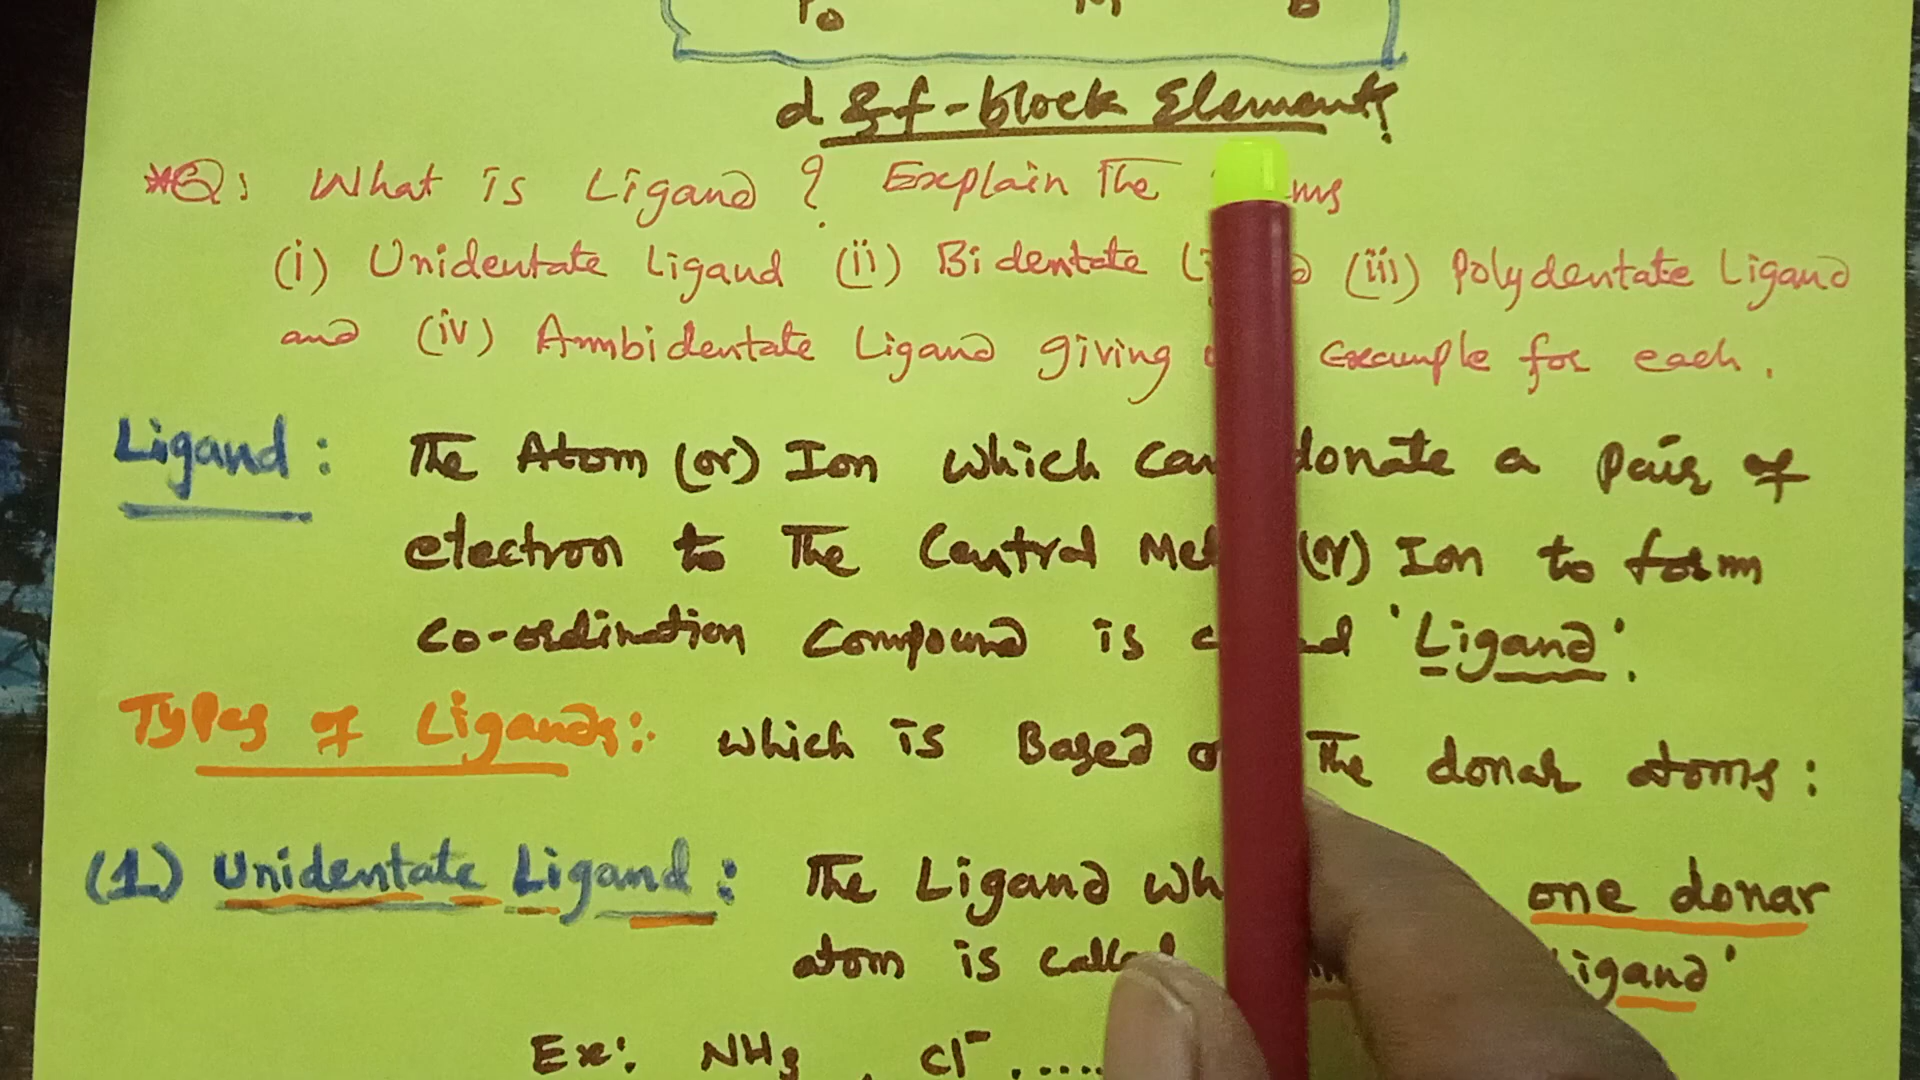 d & f-block Elements
*Q: What is Ligand? Explain The
(i) Unidentate Ligand (ii) Bidentate (iii) Polydentate Ligand
and (iv) Ambidentate Ligand giving example for each.
Ligand: The Atom (or) Ion which can donate a pair of
electron to The Central (or) Ion to form
co-ordination compound is 'Ligand'.
Types of Ligands:- which is Based The donar atoms:
(1) Unidentate Ligand: The Ligand one donar
atom is called Ligand'
Ex:- NH3, Cl-.....